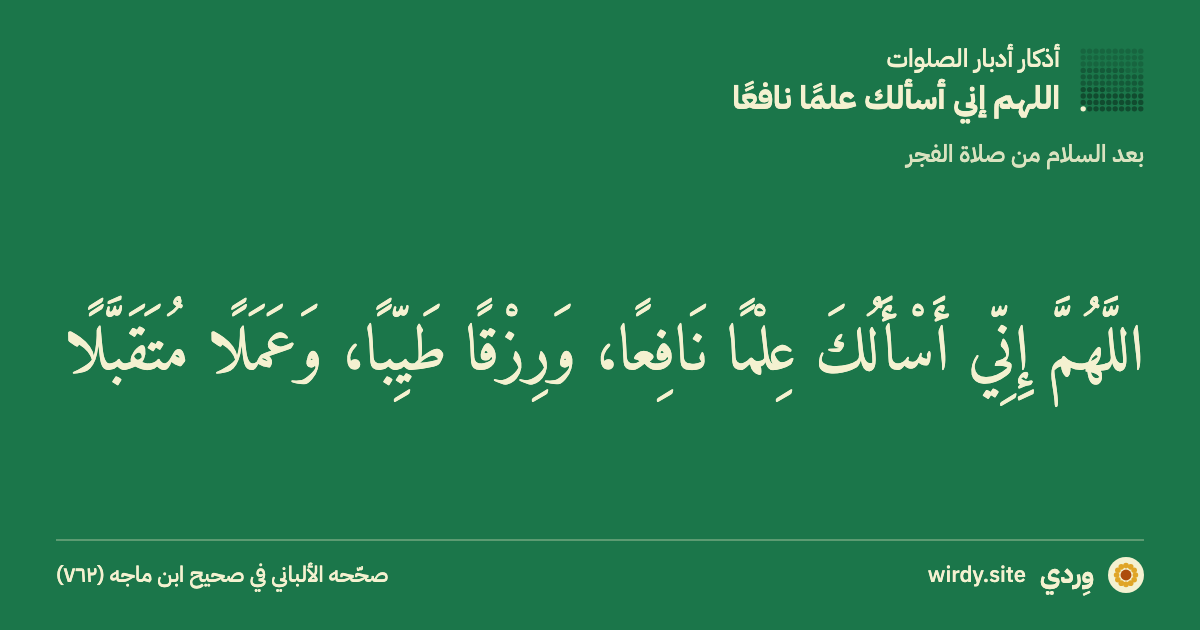 أذكار أدبار الصلوات
اللهم إني أسألك علمًا نافعًا
بعد السلام من صلاة الفجر
اللَّهُمَّ إِنِّي أَسْأَلُكَ عِلْمًا نَافِعًا، وَرِزْقًا طَيِّبًا، وَعَمَلًا مُتَقَبَّلًا
وِردي wirdy.site
صحّحه الألباني في صحيح ابن ماجه (٧٦٢)